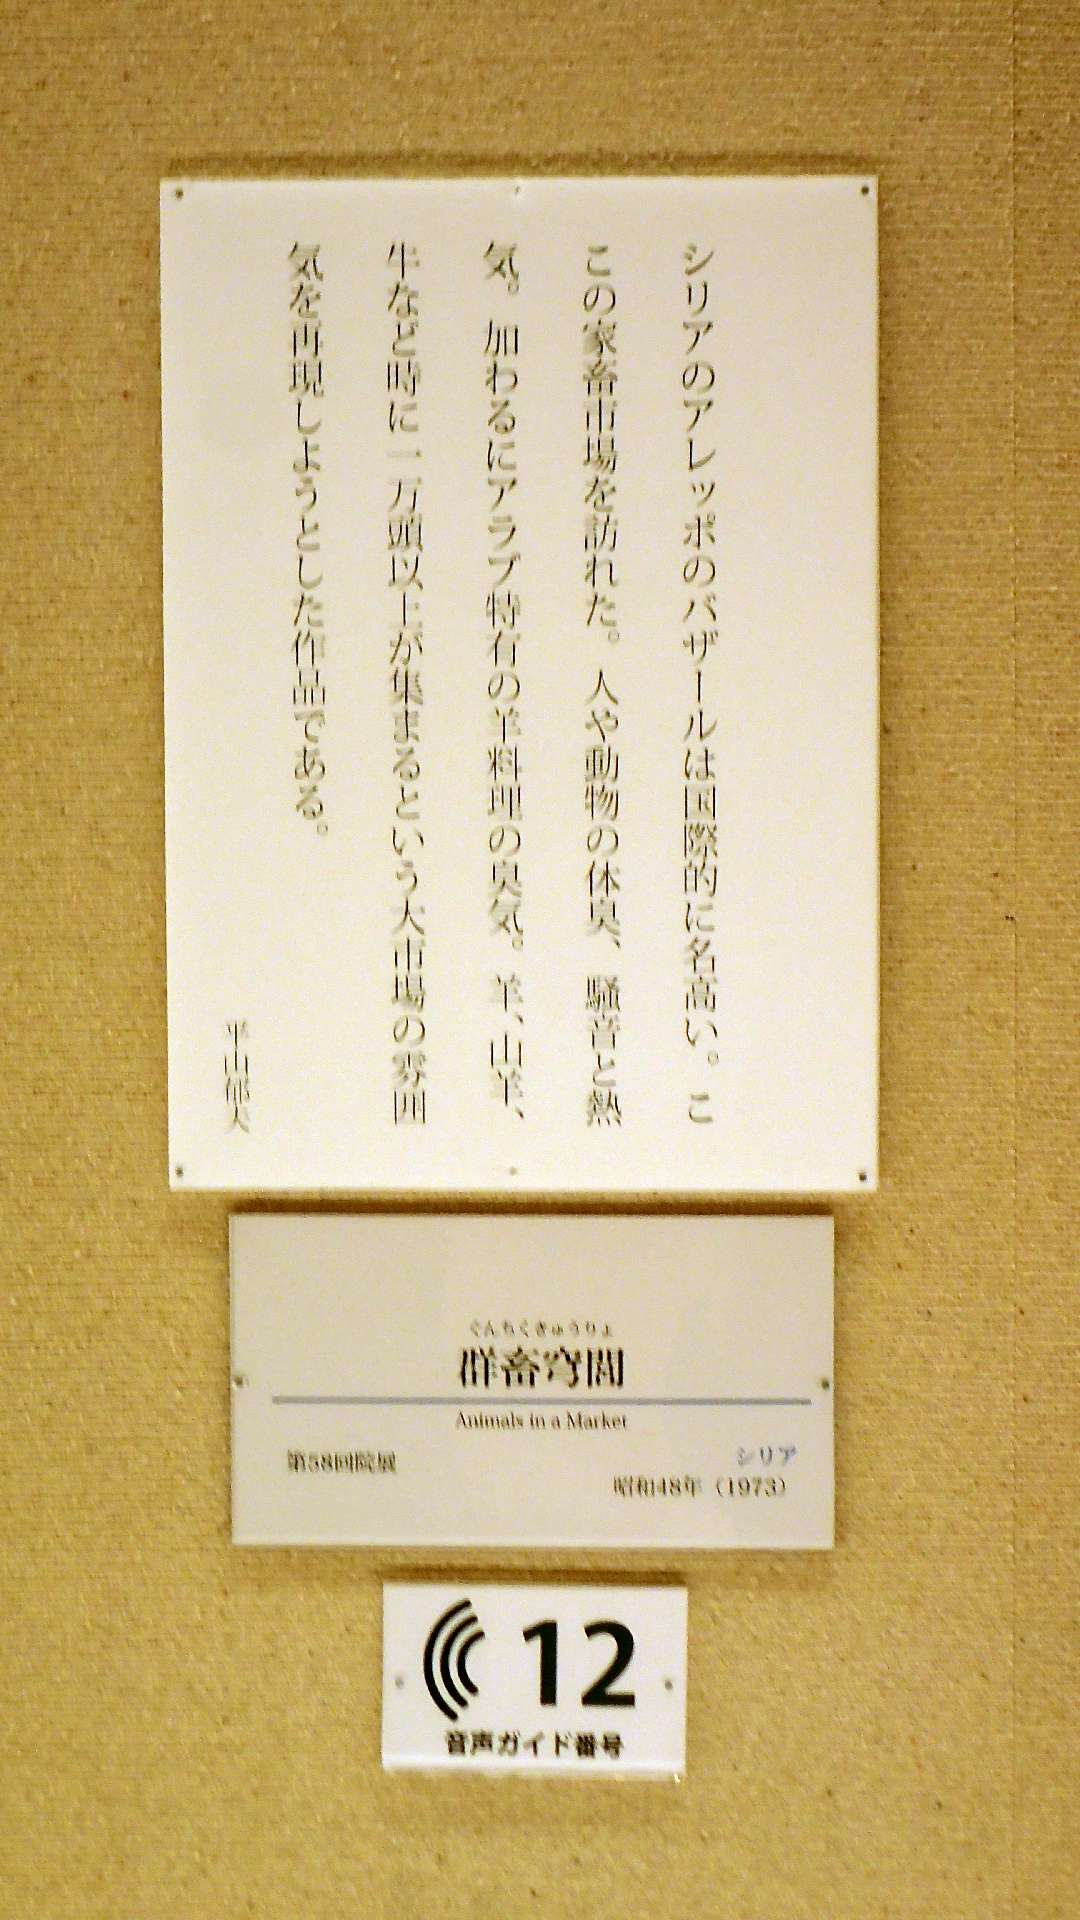 シリアのアレッポのバザールは国際的に名高い。こ
この家畜市場を訪れた。人や動物の体臭、騒音と熱
気。加わるにアラブ特有の羊料理の臭気。羊、山羊、
牛など時に一万頭以上が集まるという大市場の雰囲
気を再現しようとした作品である。
平山郁夫
ぐんちくきゅうりょ
群畜穹閭
Animals in a Market
第58回院展
シリア
昭和48年（1973）
12
音声ガイド番号